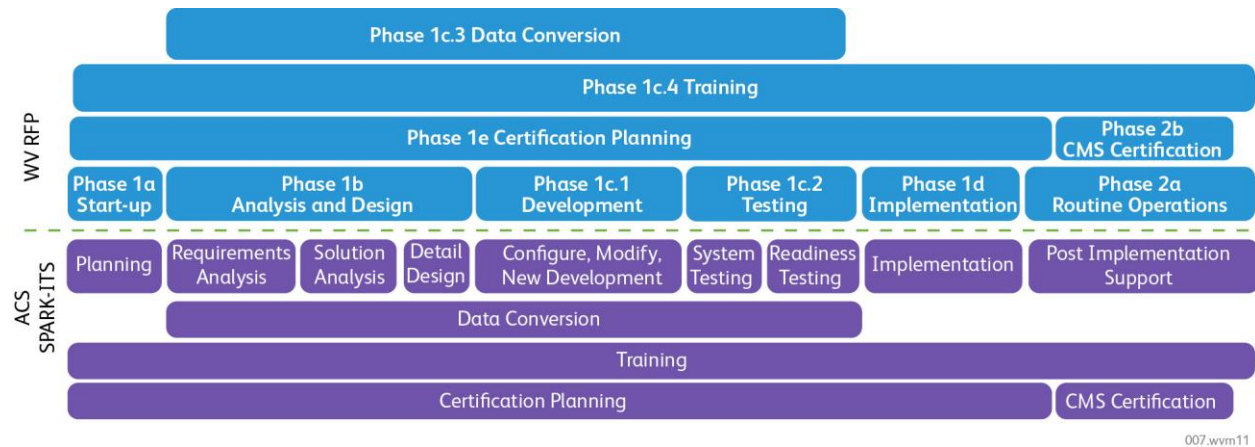 WV RFP
Phase 1c.3 Data Conversion
Phase 1c.4 Training
Phase 1e Certification Planning
Phase 2b
CMS Certification
Phase 1a
Start-up
Phase 1b
Analysis and Design
Phase 1c.1
Development
Phase 1c.2
Testing
Phase 1d
Implementation
Phase 2a
Routine Operations
ACS
SPARK-ITS
Planning
Requirements
Analysis
Solution
Analysis
Detail
Design
Configure, Modify,
New Development
System
Testing
Readiness
Testing
Implementation
Post Implementation
Support
Data Conversion
Training
Certification Planning
CMS Certification
007.wvm11